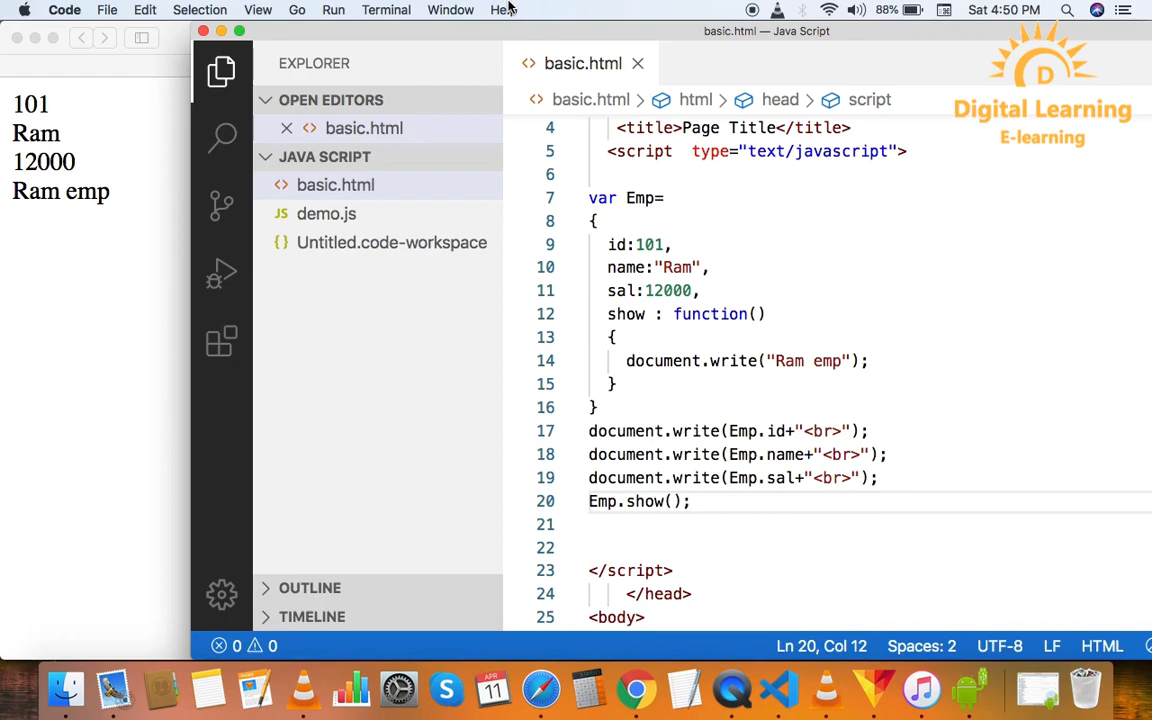 Code File Edit Selection View Go Run Terminal Window 88% Sat 4:50 PM
basic.html — Java Script
101
Ram
12000
Ram emp
EXPLORER
OPEN EDITORS
basic.html
JAVA SCRIPT
basic.html
JS demo.js
{} Untitled.code-workspace
OUTLINE
TIMELINE
basic.html
basic.html > html > head > script
4 <title>Page Title</title>
5 <script type="text/javascript">
6
7 var Emp=
8 {
9 id:101,
10 name:"Ram",
11 sal:12000,
12 show : function()
13 {
14 document.write("Ram emp");
15 }
16 }
17 document.write(Emp.id+"<br>");
18 document.write(Emp.name+"<br>");
19 document.write(Emp.sal+"<br>");
20 Emp.show();
21
22
23 </script>
24 </head>
25 <body>
D
Digital Learning
E-learning
0 0 Ln 20, Col 12 Spaces: 2 UTF-8 LF HTML
APR
11